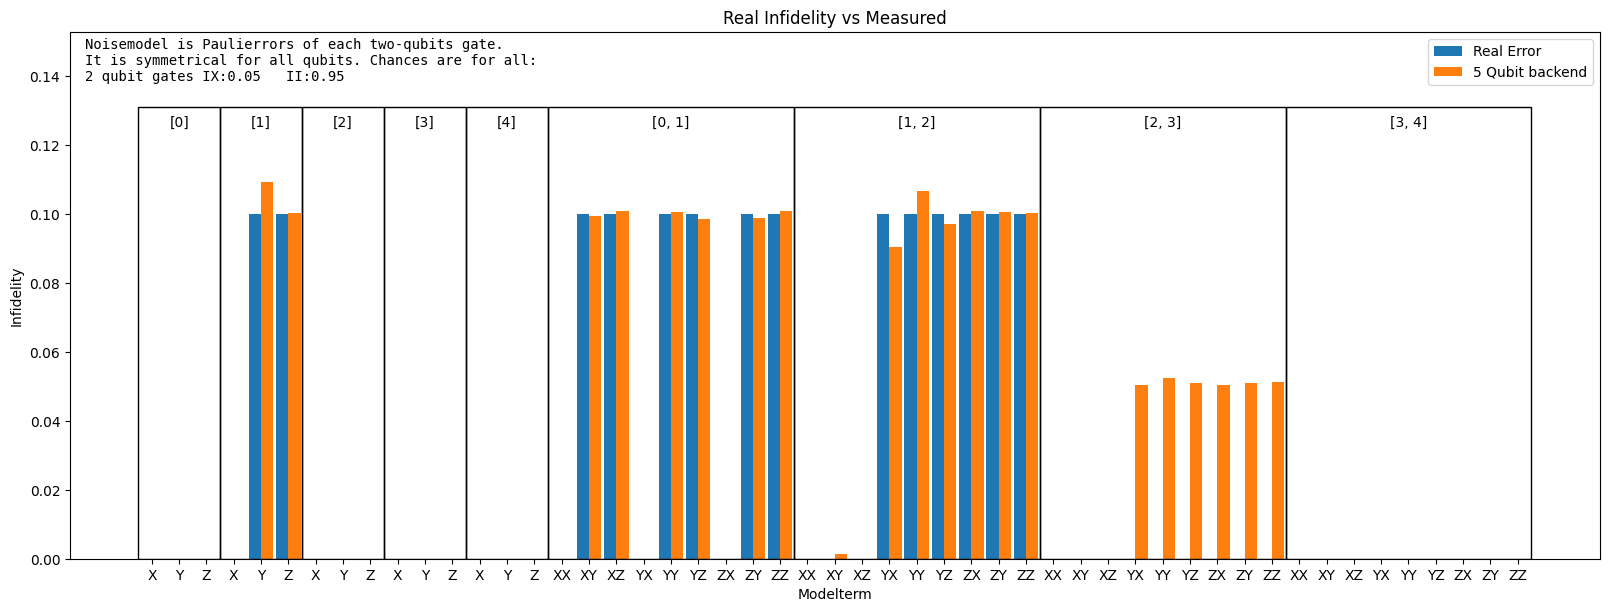 Real Infidelity vs Measured
Noisemodel is Paulierrors of each two-qubits gate.
It is symmetrical for all qubits. Chances are for all:
2 qubit gates IX:0.05   II:0.95
Real Error
5 Qubit backend
Infidelity
0.14
0.12
0.10
0.08
0.06
0.04
0.02
0.00
[0] [1] [2] [3] [4] [0, 1] [1, 2] [2, 3] [3, 4]
X Y Z X Y Z X Y Z X Y Z X Y Z XX XY XZ YX YY YZ ZX ZY ZZ XX XY XZ YX YY YZ ZX ZY ZZ XX XY XZ YX YY YZ ZX ZY ZZ XX XY XZ YX YY YZ ZX ZY ZZ
Modelterm